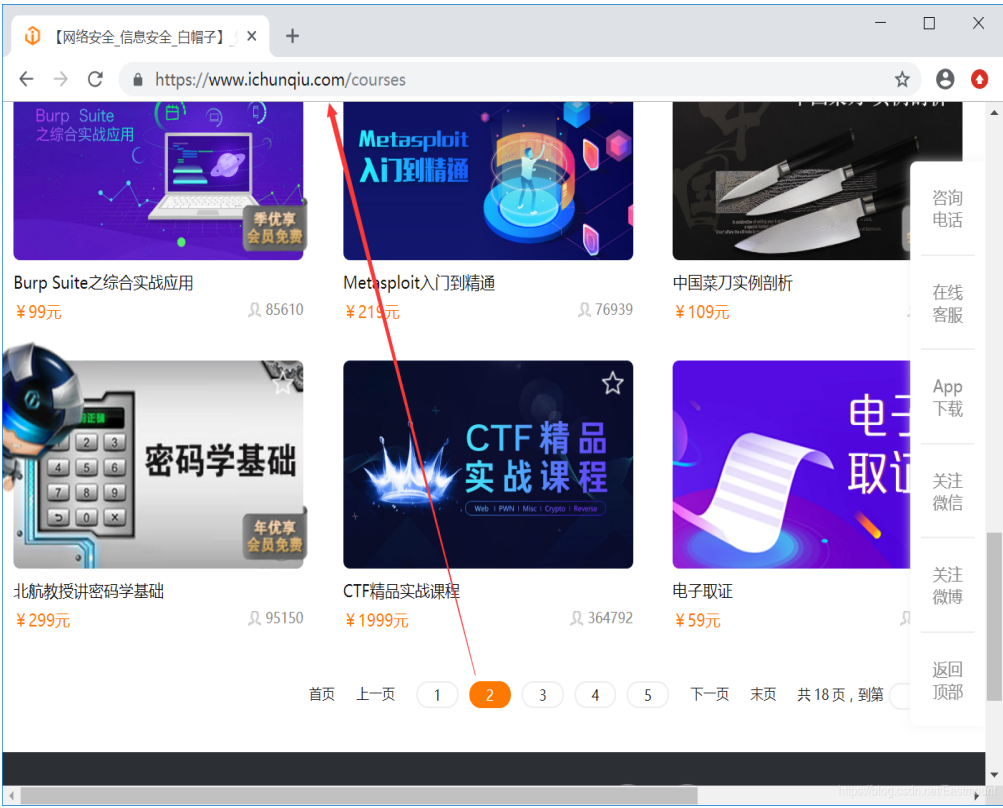 【网络安全_信息安全_白帽子】_
https://www.ichunqiu.com/courses
Burp Suite
之综合实战应用
季优享
会员免费
Metasploit
入门到精通
Burp Suite之综合实战应用
¥99元
85610
Metasploit入门到精通
¥219元
76939
中国菜刀实例剖析
¥109元
密码学基础
年优享
会员免费
CTF精品
实战课程
Web | PWN | Misc | Crypto | Reverse
电子
取证
北航教授讲密码学基础
¥299元
95150
CTF精品实战课程
¥1999元
364792
电子取证
¥59元
首页 上一页 1 2 3 4 5 下一页 末页 共 18 页，到第
咨询
电话
在线
客服
App
下载
关注
微信
关注
微博
返回
顶部